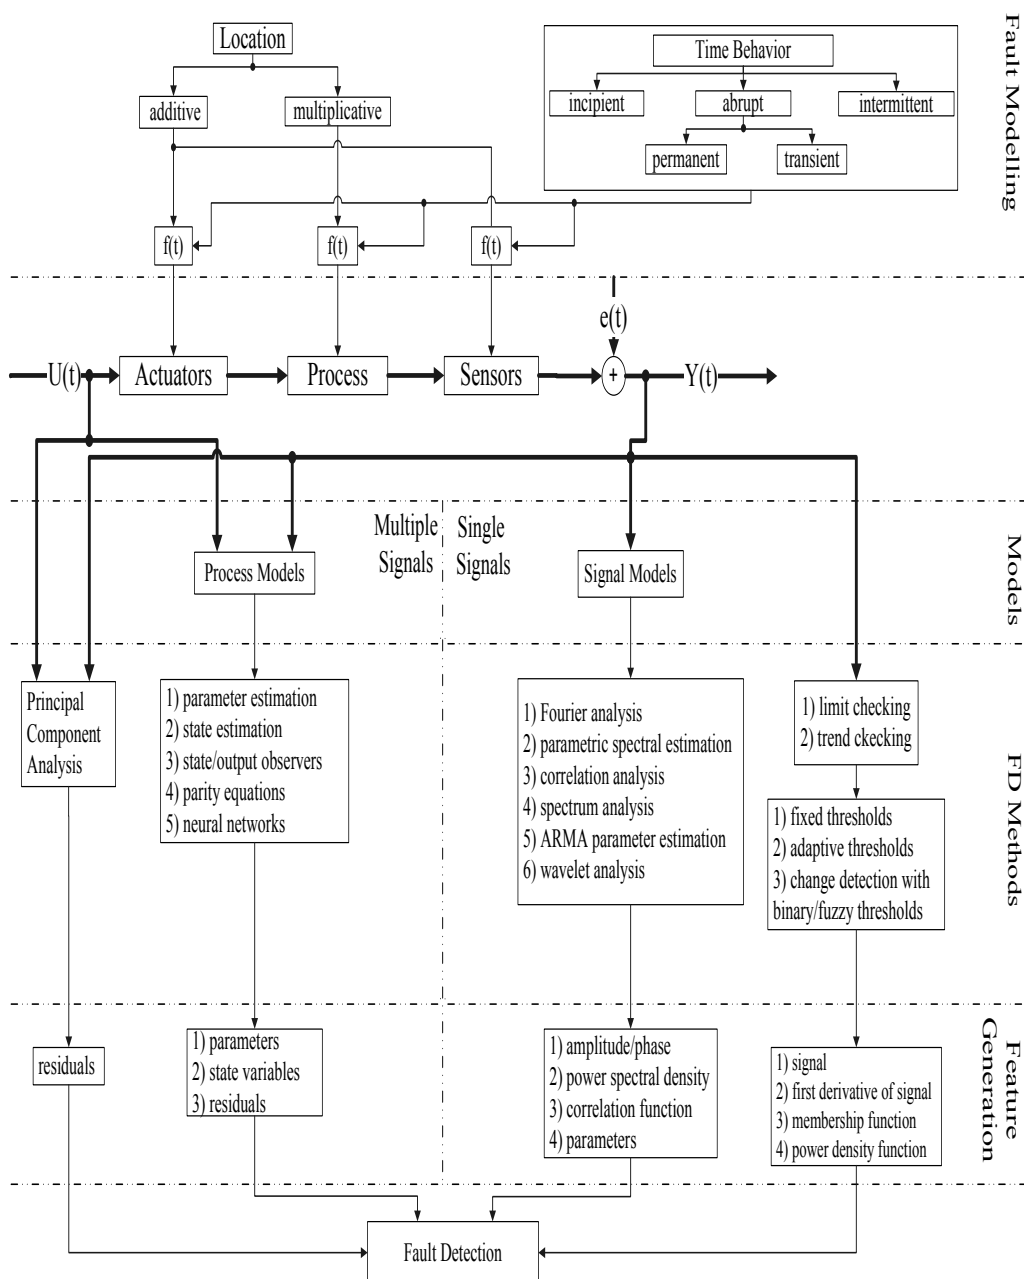 Location
additive
multiplicative
Time Behavior
incipient
abrupt
intermittent
permanent
transient
Fault Modelling
f(t)
f(t)
f(t)
e(t)
U(t)
Actuators
Process
Sensors
+
Y(t)
Multiple
Signals
Single
Signals
Process Models
Signal Models
Models
Principal
Component
Analysis
1) parameter estimation
2) state estimation
3) state/output observers
4) parity equations
5) neural networks
1) Fourier analysis
2) parametric spectral estimation
3) correlation analysis
4) spectrum analysis
5) ARMA parameter estimation
6) wavelet analysis
1) limit checking
2) trend ckecking
1) fixed thresholds
2) adaptive thresholds
3) change detection with
binary/fuzzy thresholds
FD Methods
residuals
1) parameters
2) state variables
3) residuals
1) amplitude/phase
2) power spectral density
3) correlation function
4) parameters
1) signal
2) first derivative of signal
3) membership function
4) power density function
Feature
Generation
Fault Detection